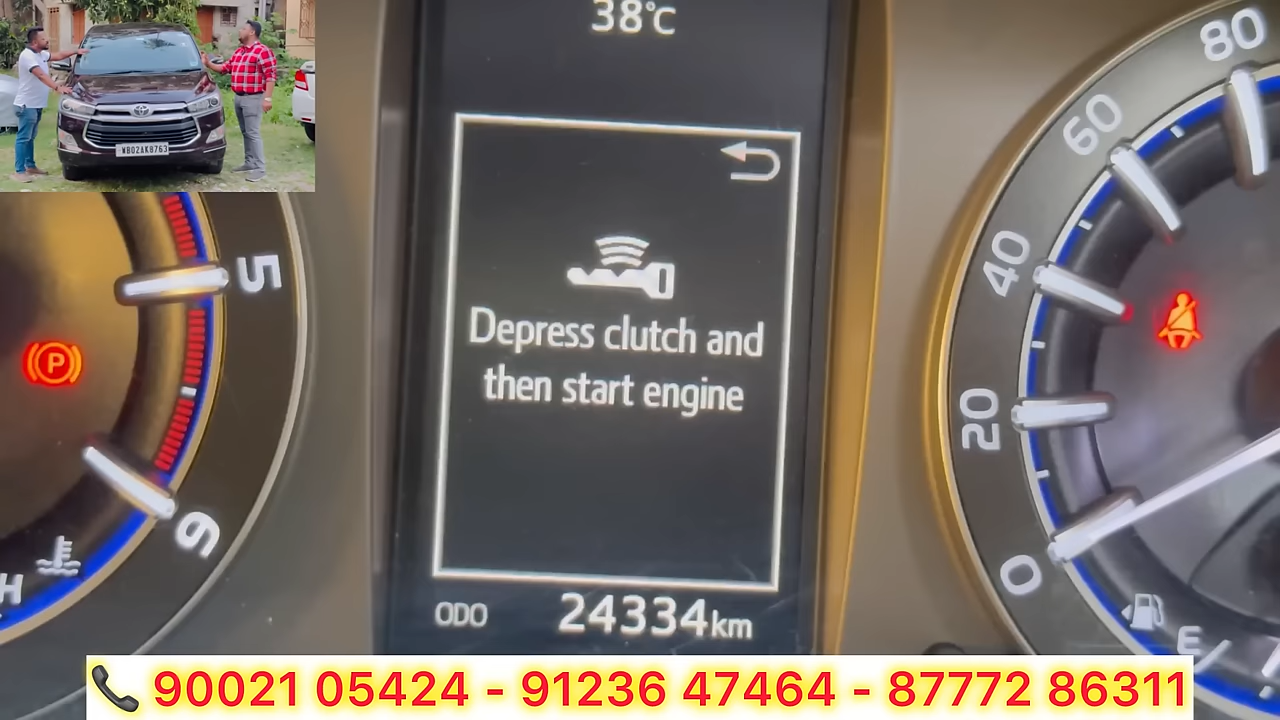 38°C
WB02AK8763
Depress clutch and
then start engine
ODO 24334km
5
6
H
P
80
60
40
20
0
E
90021 05424 - 91236 47464 - 87772 86311